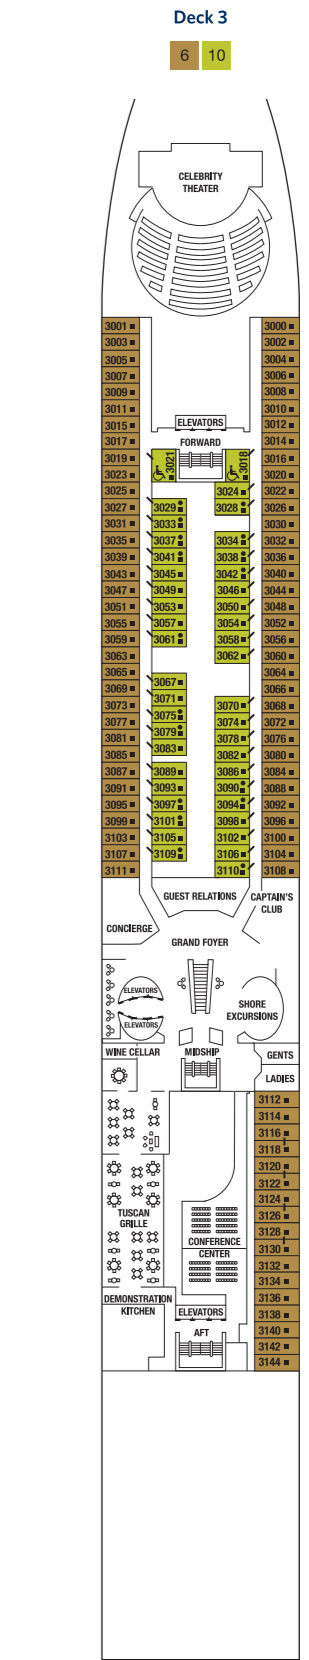 Deck 3
6 10
CELEBRITY
THEATER
3001 3000
3003 3002
3005 3004
3007 3006
3009 3008
3011 3010
3015 ELEVATORS 3012
3017 FORWARD 3014
3019 3021 3018 3016
3023 3020
3025 3024 3022
3027 3029 3028 3026
3031 3033 3030
3035 3037 3034 3032
3039 3041 3038 3036
3043 3045 3042 3040
3047 3049 3046 3044
3051 3053 3050 3048
3055 3057 3054 3052
3059 3061 3058 3056
3063 3062 3060
3065 3064
3069 3067 3066
3073 3071 3070 3068
3077 3075 3074 3072
3081 3079 3078 3076
3085 3083 3082 3080
3087 3089 3086 3084
3091 3093 3090 3088
3095 3097 3094 3092
3099 3101 3098 3096
3103 3105 3102 3100
3107 3109 3106 3104
3111 3110 3108
GUEST RELATIONS CAPTAIN'S
CLUB
CONCIERGE
GRAND FOYER
ELEVATORS
SHORE
EXCURSIONS
ELEVATORS
WINE CELLAR MIDSHIP GENTS
LADIES
3112
3114
3116
3118
3120
3122
3124
TUSCAN
GRILLE
3126
3128
CONFERENCE
CENTER
3130
3132
3134
DEMONSTRATION
KITCHEN
3136
ELEVATORS 3138
AFT 3140
3142
3144